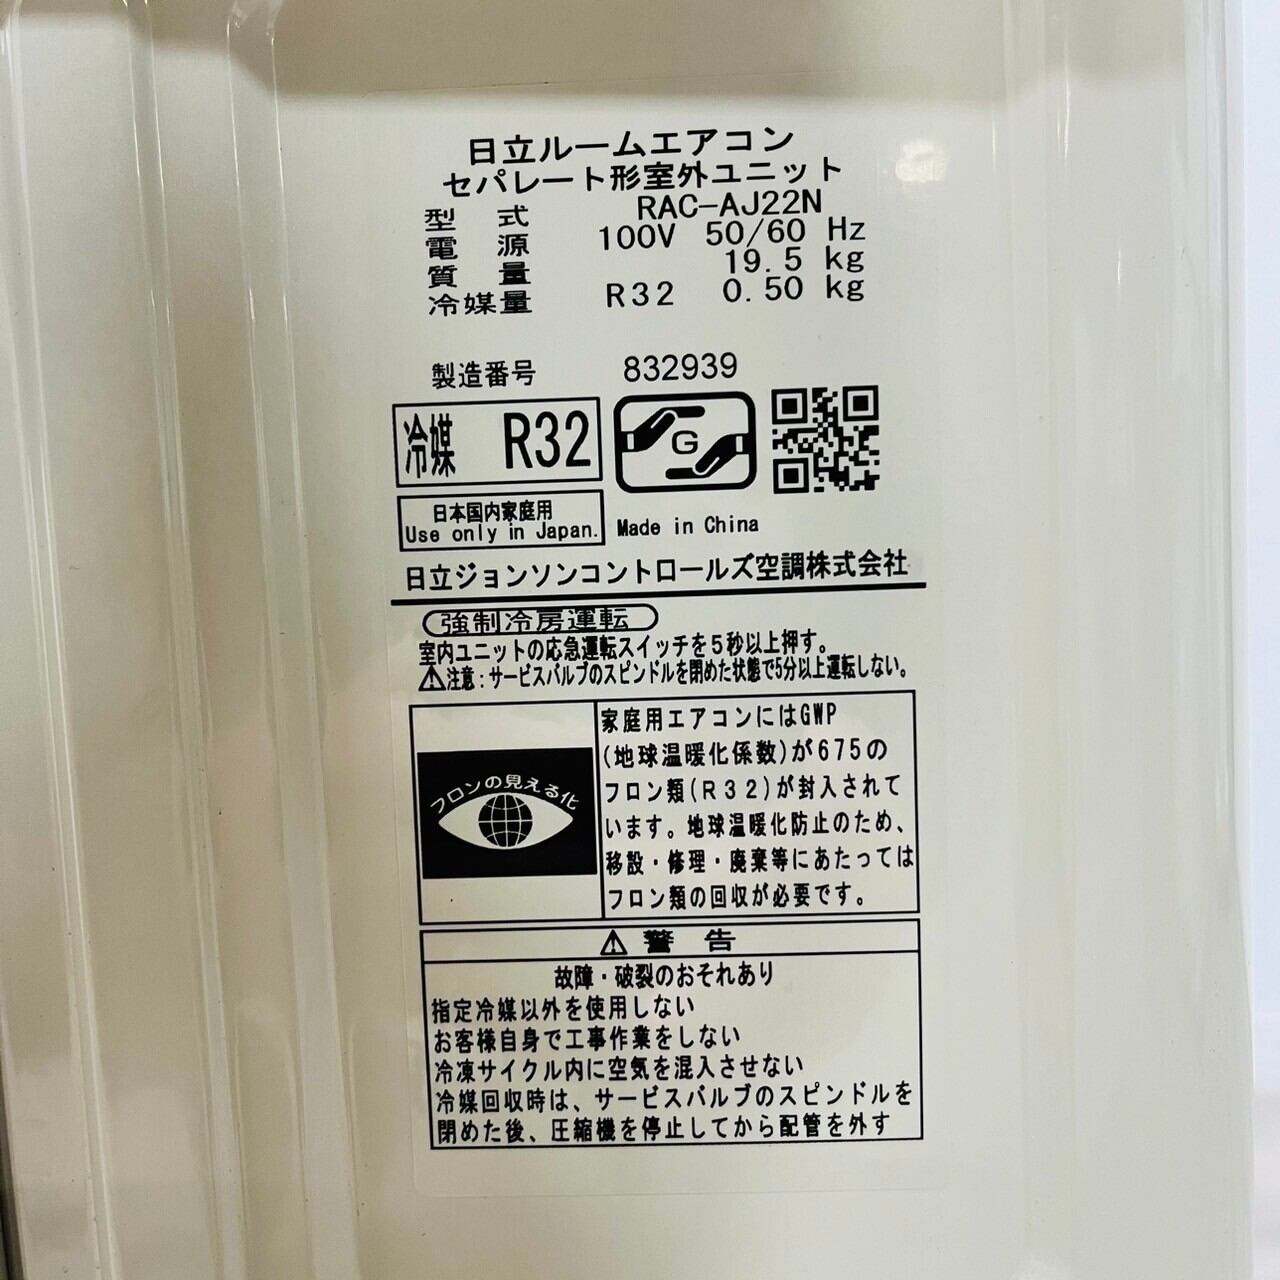 日立ルームエアコン
セパレート形室外ユニット
型式 RAC-AJ22N
電源 100V 50/60 Hz
質量 19.5 kg
冷媒量 R32 0.50 kg
製造番号 832939
冷媒 R32
G
日本国内家庭用
Use only in Japan.
Made in China
日立ジョンソンコントロールズ空調株式会社
強制冷房運転
室内ユニットの応急運転スイッチを5秒以上押す。
⚠注意:サービスバルブのスピンドルを閉めた状態で5分以上運転しない。
フロンの見える化
家庭用エアコンにはGWP
(地球温暖化係数)が675の
フロン類(R32)が封入されて
います。地球温暖化防止のため、
移設・修理・廃棄等にあたっては
フロン類の回収が必要です。
⚠警告
故障・破裂のおそれあり
指定冷媒以外を使用しない
お客様自身で工事作業をしない
冷凍サイクル内に空気を混入させない
冷媒回収時は、サービスバルブのスピンドルを
閉めた後、圧縮機を停止してから配管を外す